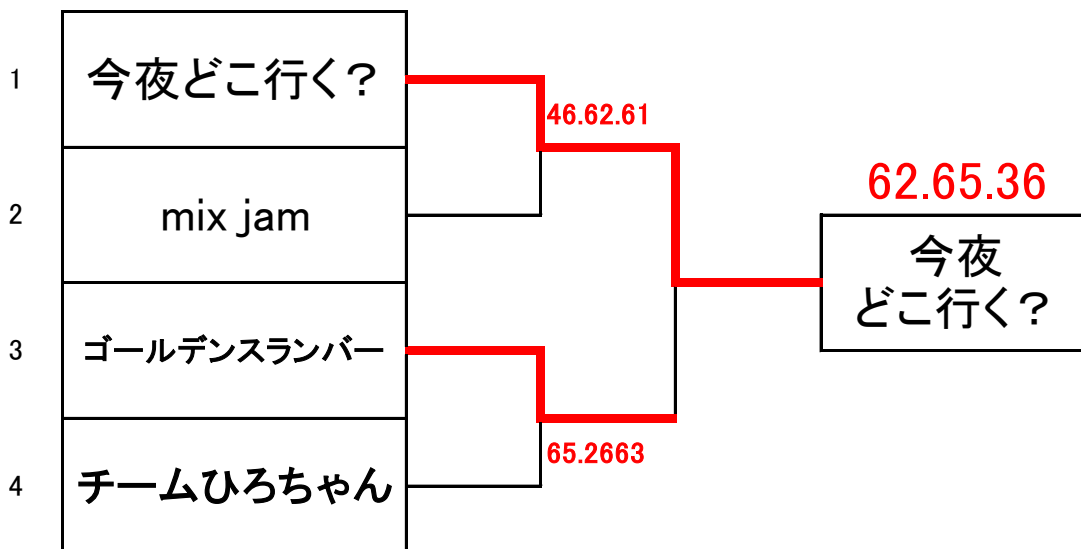 1
今夜どこ行く？
46.62.61
2
mix jam
62.65.36
今夜
どこ行く？
3
ゴールデンスランバー
65.2663
4
チームひろちゃん